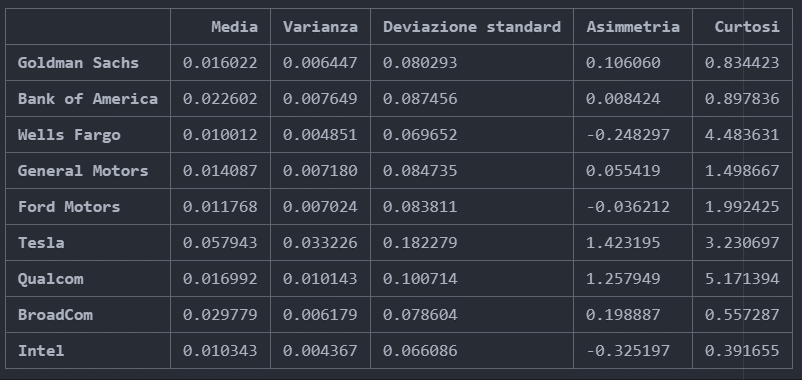 Media Varianza Deviazione standard Asimmetria Curtosi
Goldman Sachs 0.016022 0.006447 0.080293 0.106060 0.834423
Bank of America 0.022602 0.007649 0.087456 0.008424 0.897836
Wells Fargo 0.010012 0.004851 0.069652 -0.248297 4.483631
General Motors 0.014087 0.007180 0.084735 0.055419 1.498667
Ford Motors 0.011768 0.007024 0.083811 -0.036212 1.992425
Tesla 0.057943 0.033226 0.182279 1.423195 3.230697
Qualcom 0.016992 0.010143 0.100714 1.257949 5.171394
BroadCom 0.029779 0.006179 0.078604 0.198887 0.557287
Intel 0.010343 0.004367 0.066086 -0.325197 0.391655